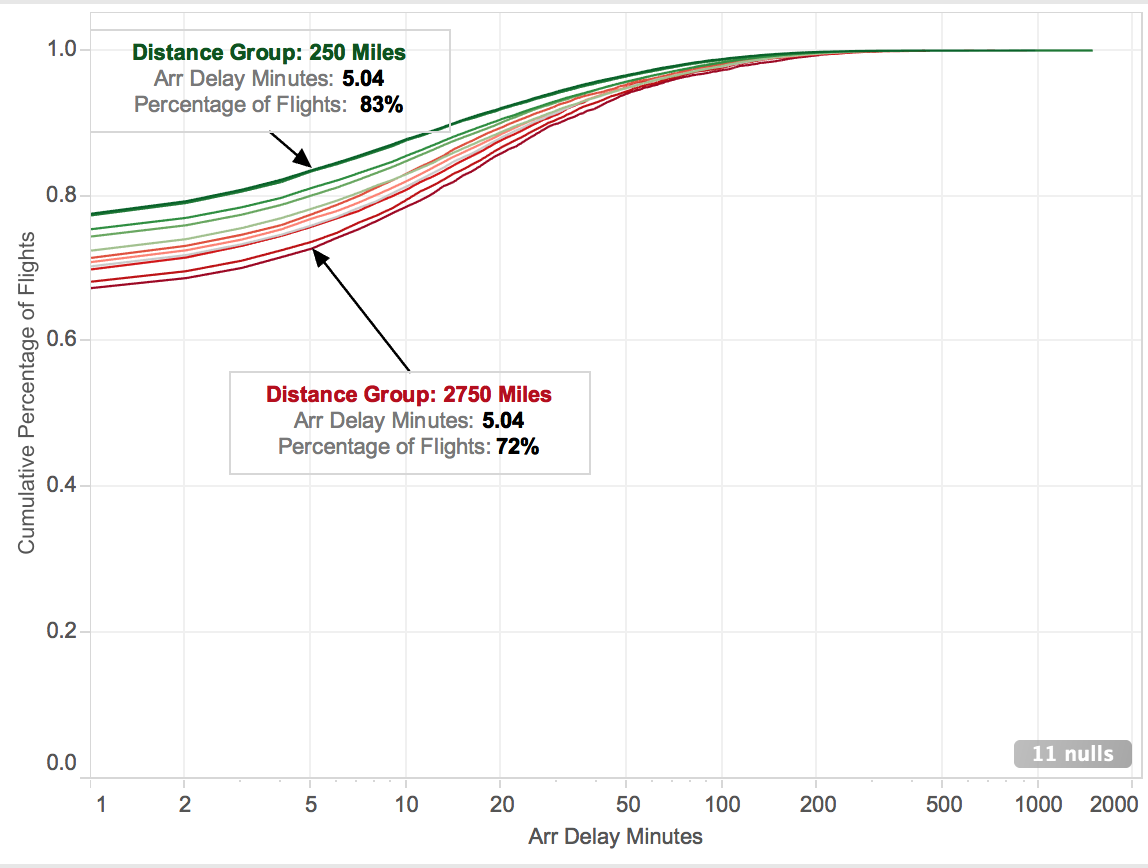 1.0
Distance Group: 250 Miles
Arr Delay Minutes: 5.04
Percentage of Flights: 83%
0.8
0.6
Distance Group: 2750 Miles
Arr Delay Minutes: 5.04
Percentage of Flights: 72%
0.4
0.2
0.0
Cumulative Percentage of Flights
11 nulls
1 2 5 10 20 50 100 200 500 1000 2000
Arr Delay Minutes